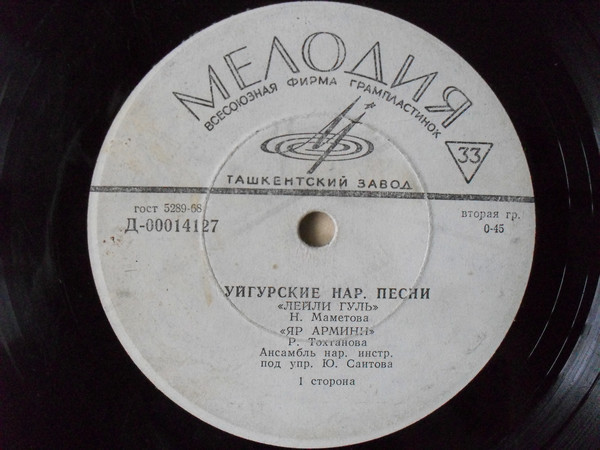 МЕЛОДИЯ
ВСЕСОЮЗНАЯ ФИРМА ГРАМПЛАСТИНОК
33
ТАШКЕНТСКИЙ ЗАВОД
гост 5289-68
вторая гр.
Д-00014127
0-45
УЙГУРСКИЕ НАР. ПЕСНИ
«ЛЕЙЛИ ГУЛЬ»
Н. Маметова
«ЯР АРМИНИ»
Р. Тохтанова
Ансамбль нар. инстр.
под упр. Ю. Саитова
I сторона